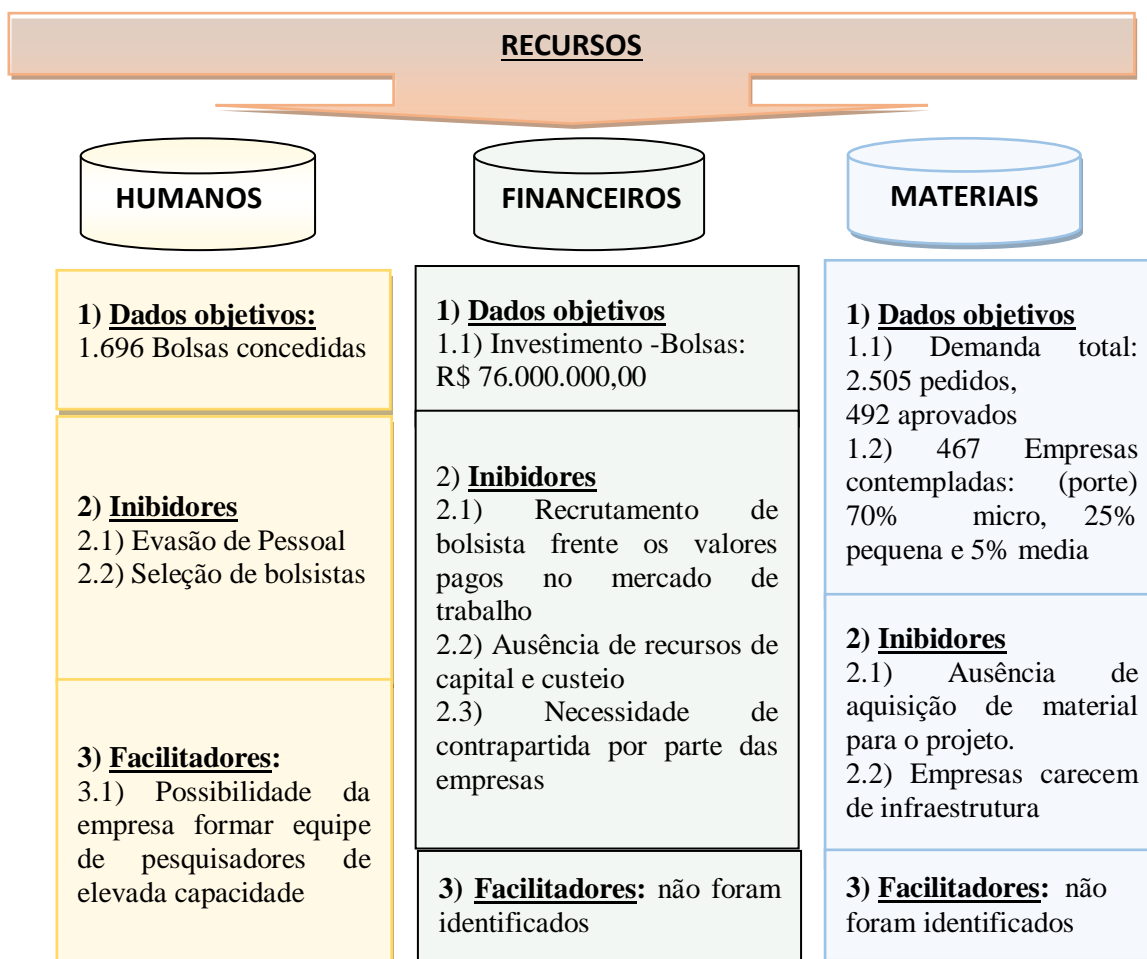 RECURSOS
HUMANOS
1) Dados objetivos:
1.696 Bolsas concedidas
2) Inibidores
2.1) Evasão de Pessoal
2.2) Seleção de bolsistas
3) Facilitadores:
3.1) Possibilidade da
empresa formar equipe
de pesquisadores de
elevada capacidade
FINANCEIROS
1) Dados objetivos
1.1) Investimento -Bolsas:
R$ 76.000.000,00
2) Inibidores
2.1) Recrutamento de
bolsista frente os valores
pagos no mercado de
trabalho
2.2) Ausência de recursos de
capital e custeio
2.3) Necessidade de
contrapartida por parte das
empresas
3) Facilitadores: não foram
identificados
MATERIAIS
1) Dados objetivos
1.1) Demanda total:
2.505 pedidos,
492 aprovados
1.2) 467 Empresas
contempladas: (porte)
70% micro, 25%
pequena e 5% media
2) Inibidores
2.1) Ausência de
aquisição de material
para o projeto.
2.2) Empresas carecem
de infraestrutura
3) Facilitadores: não
foram identificados